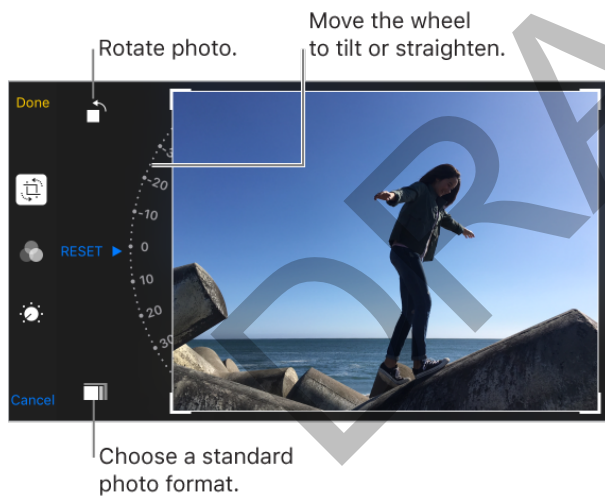 Rotate photo.
Move the wheel
to tilt or straighten.
Done
-20
-10
RESET
0
10
20
30
Cancel
Choose a standard
photo format.
DRA